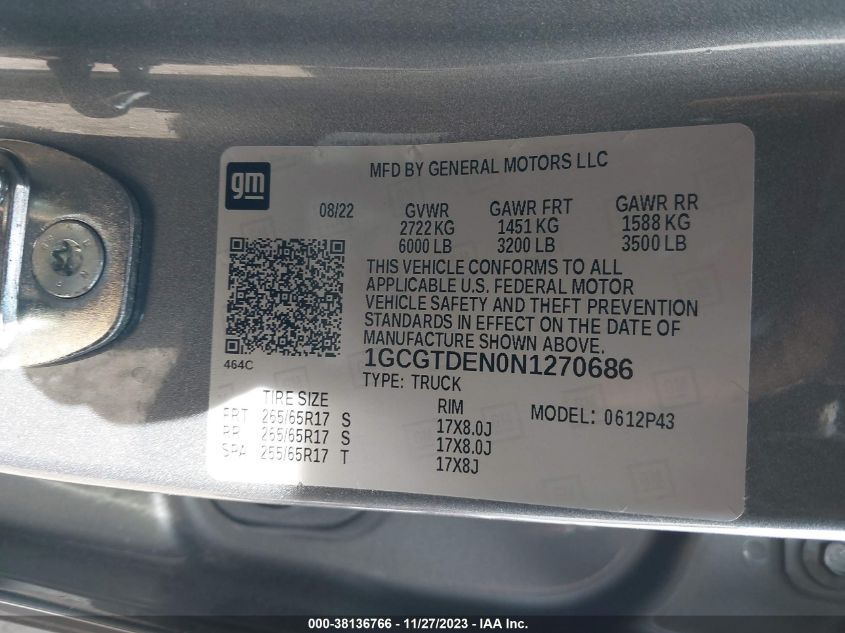 gm
MFD BY GENERAL MOTORS LLC
08/22 GVWR GAWR FRT GAWR RR
2722 KG 1451 KG 1588 KG
6000 LB 3200 LB 3500 LB
THIS VEHICLE CONFORMS TO ALL
APPLICABLE U.S. FEDERAL MOTOR
VEHICLE SAFETY AND THEFT PREVENTION
STANDARDS IN EFFECT ON THE DATE OF
MANUFACTURE SHOWN ABOVE.
464C
1GCGTDEN0N1270686
TYPE: TRUCK
TIRE SIZE RIM MODEL: 0612P43
FRT 265/65R17 S 17X8.0J
RR 265/65R17 S 17X8.0J
SPA 255/65R17 T 17X8J
000-38136766 - 11/27/2023 - IAA Inc.